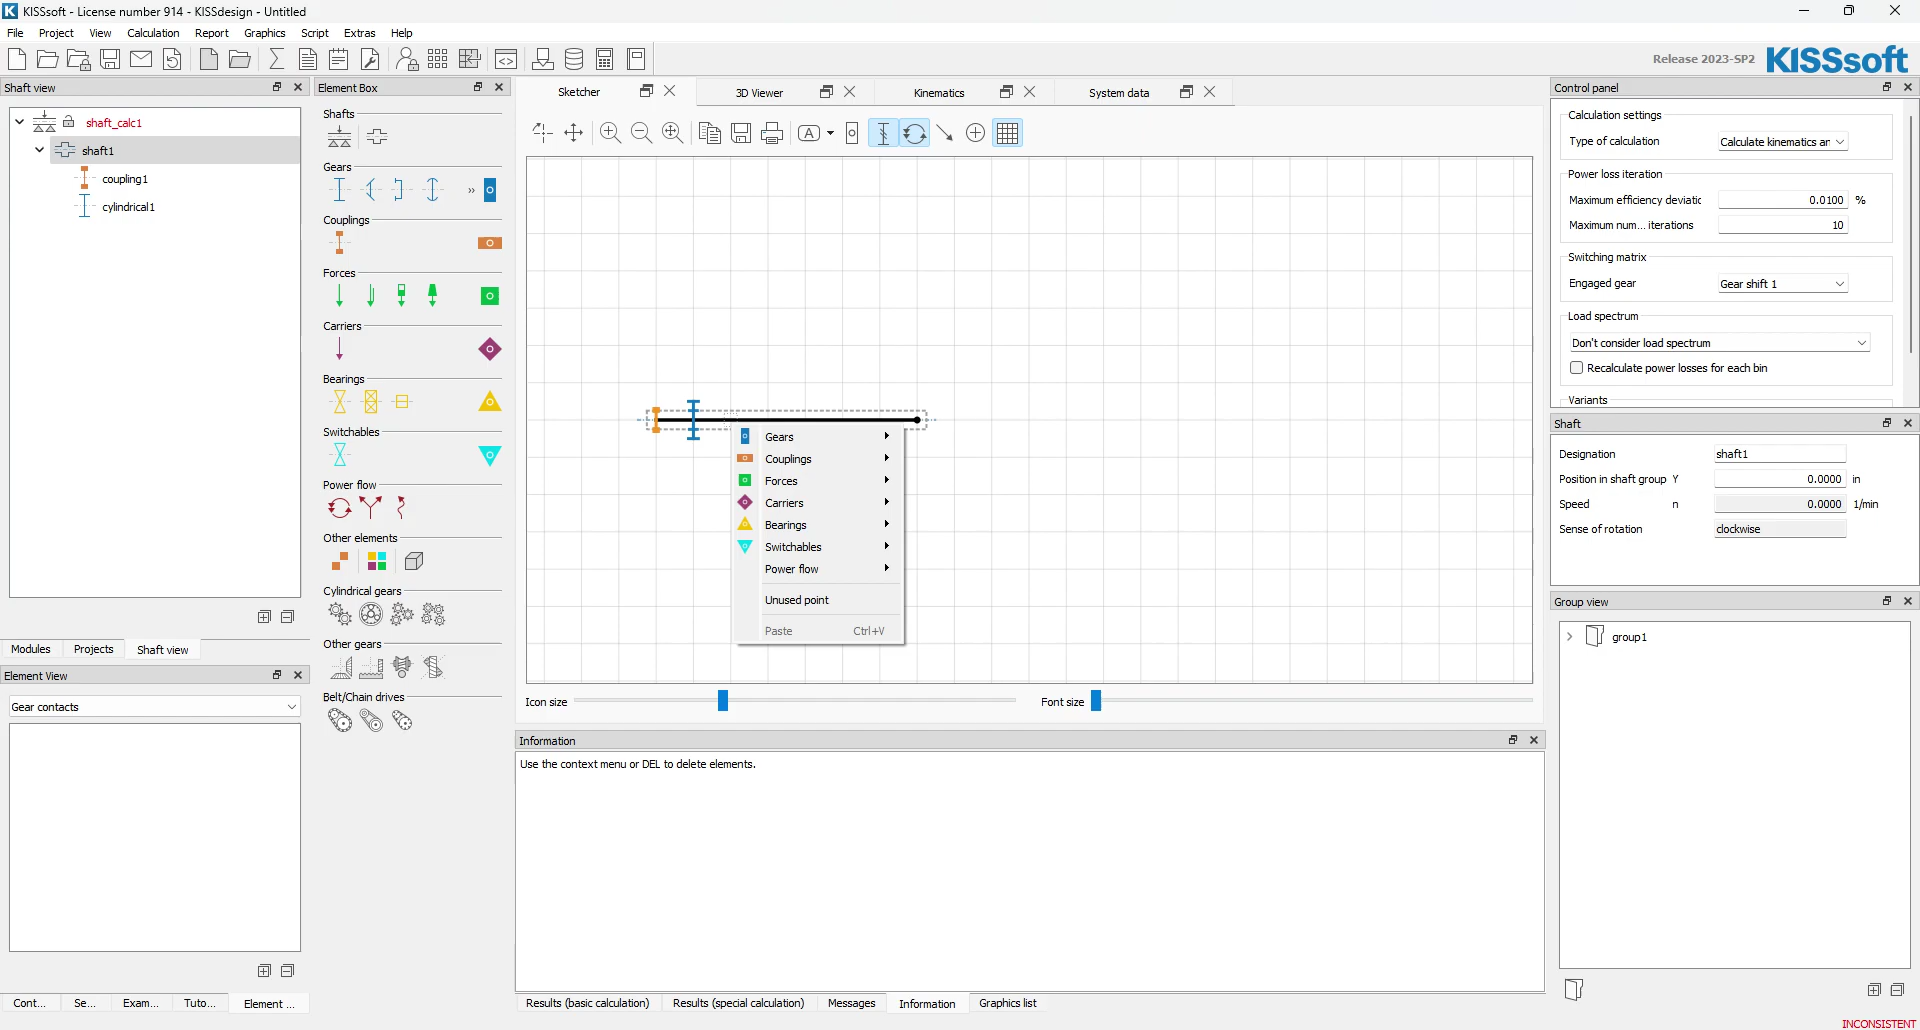 KISSsoft - License number 914 - KISSdesign - Untitled
File Project View Calculation Report Graphics Script Extras Help
Release 2023-SP2 KISSsoft
Shaft view
shaft_calc1
shaft1
coupling1
cylindrical1
Modules Projects Shaft view
Element View
Gear contacts
Cont... Se... Exam... Tuto... Element ...
Element Box
Shafts
Gears
»
Couplings
Forces
Carriers
Bearings
Switchables
Power flow
Other elements
Cylindrical gears
Other gears
Belt/Chain drives
Sketcher 3D Viewer Kinematics System data
A
Gears
Couplings
Forces
Carriers
Bearings
Switchables
Power flow
Unused point
Paste Ctrl+V
Icon size Font size
Information
Use the context menu or DEL to delete elements.
Results (basic calculation) Results (special calculation) Messages Information Graphics list
Control panel
Calculation settings
Type of calculation Calculate kinematics ar
Power loss iteration
Maximum efficiency deviatic 0.0100 %
Maximum num... iterations 10
Switching matrix
Engaged gear Gear shift 1
Load spectrum
Don't consider load spectrum
Recalculate power losses for each bin
Variants
Shaft
Designation shaft1
Position in shaft group Y 0.0000 in
Speed n 0.0000 1/min
Sense of rotation clockwise
Group view
group1
INCONSISTENT